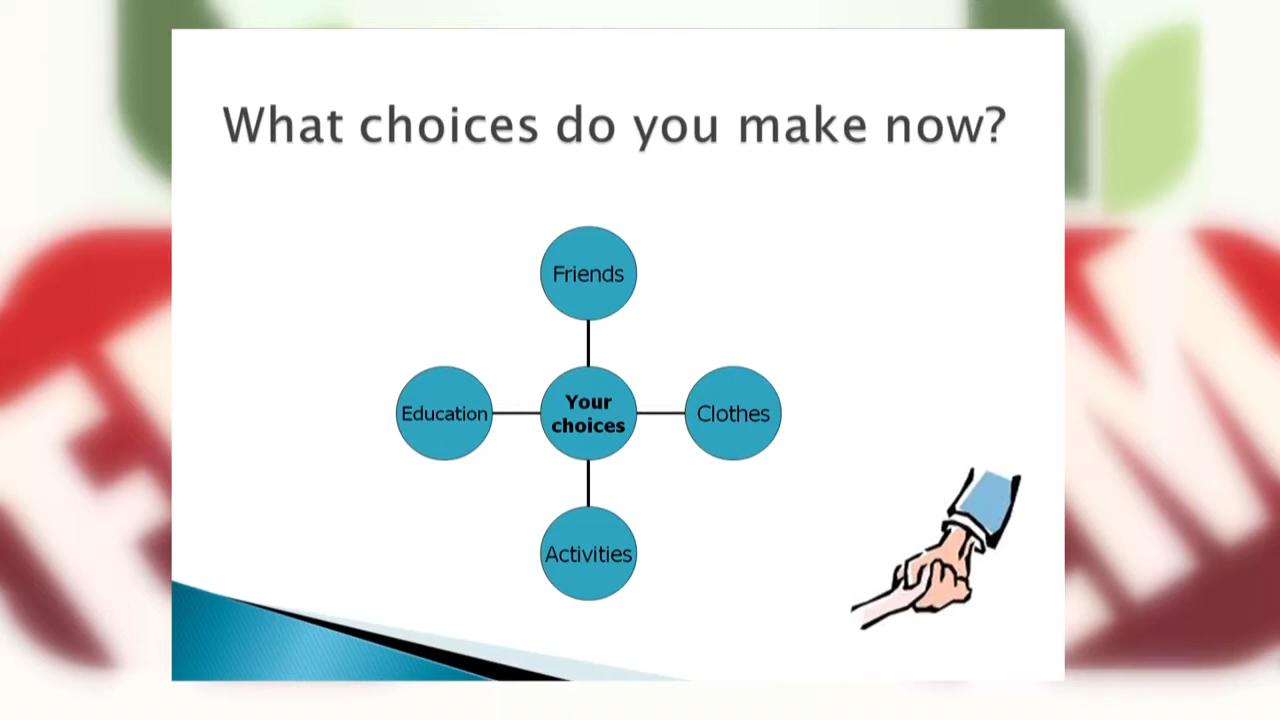 What choices do you make now?
Friends
Education
Your
choices
Clothes
Activities